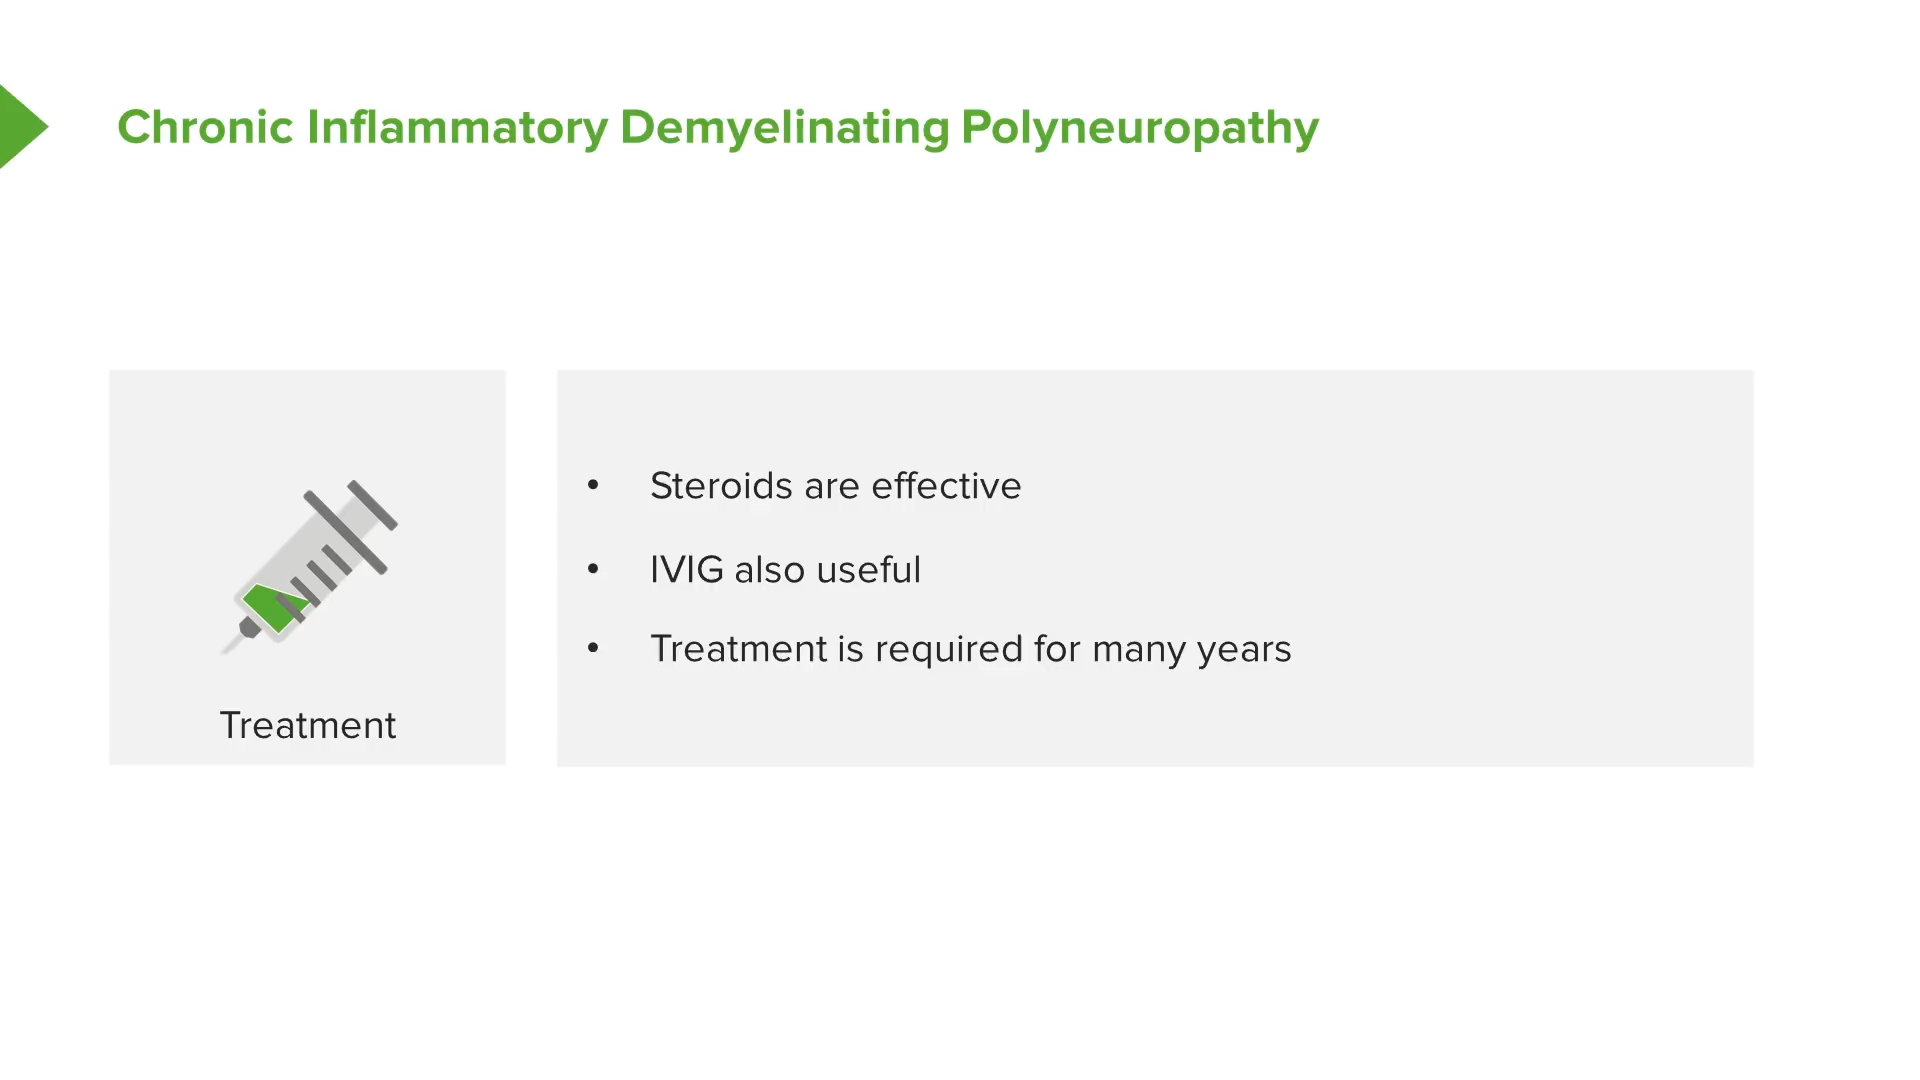 Chronic Inflammatory Demyelinating Polyneuropathy
Treatment
• Steroids are effective
• IVIG also useful
• Treatment is required for many years